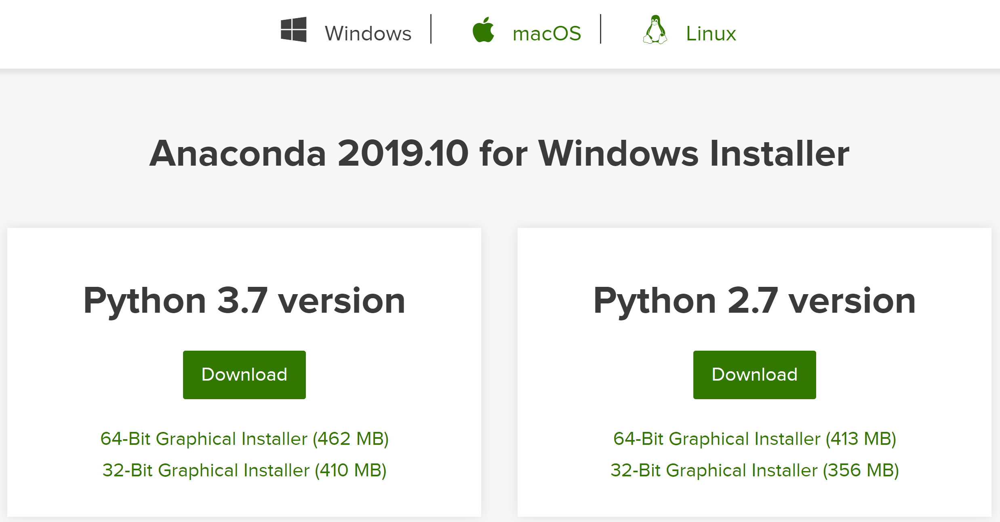 Windows
macOS
Linux
Anaconda 2019.10 for Windows Installer
Python 3.7 version
Download
64-Bit Graphical Installer (462 MB)
32-Bit Graphical Installer (410 MB)
Python 2.7 version
Download
64-Bit Graphical Installer (413 MB)
32-Bit Graphical Installer (356 MB)